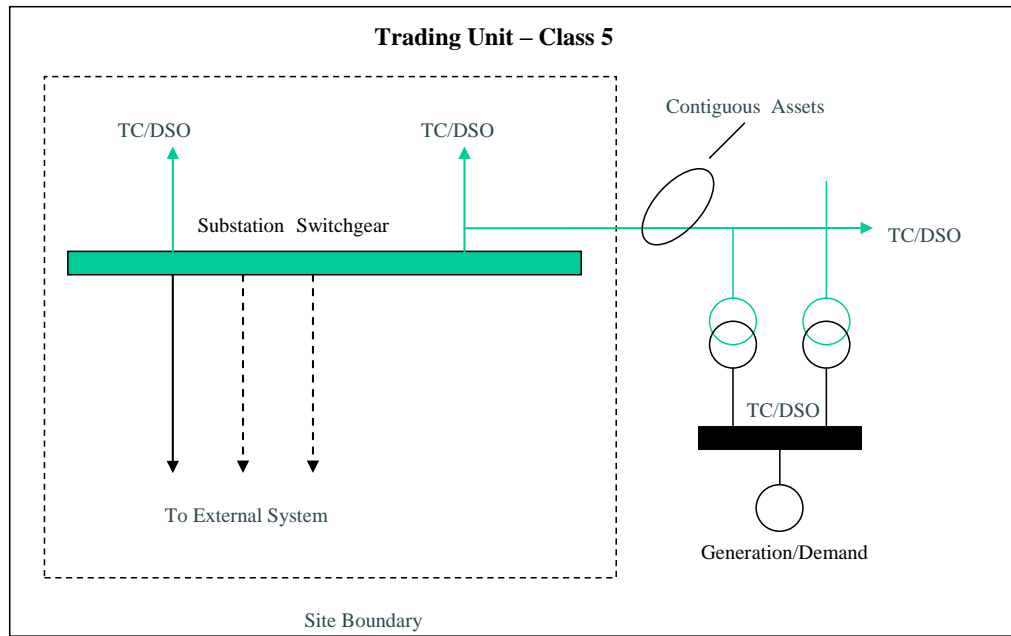 Trading Unit – Class 5
Contiguous Assets
TC/DSO
TC/DSO
Substation Switchgear
TC/DSO
TC/DSO
To External System
Generation/Demand
Site Boundary